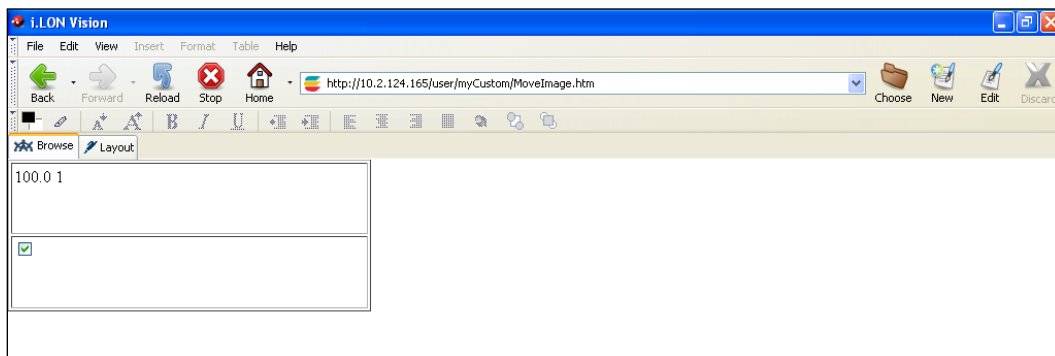 i.LON Vision
File Edit View Insert Format Table Help
Back Forward Reload Stop Home http://10.2.124.165/user/myCustom/MoveImage.htm Choose New Edit Discard
A A B I U
Browse Layout
100.0 1